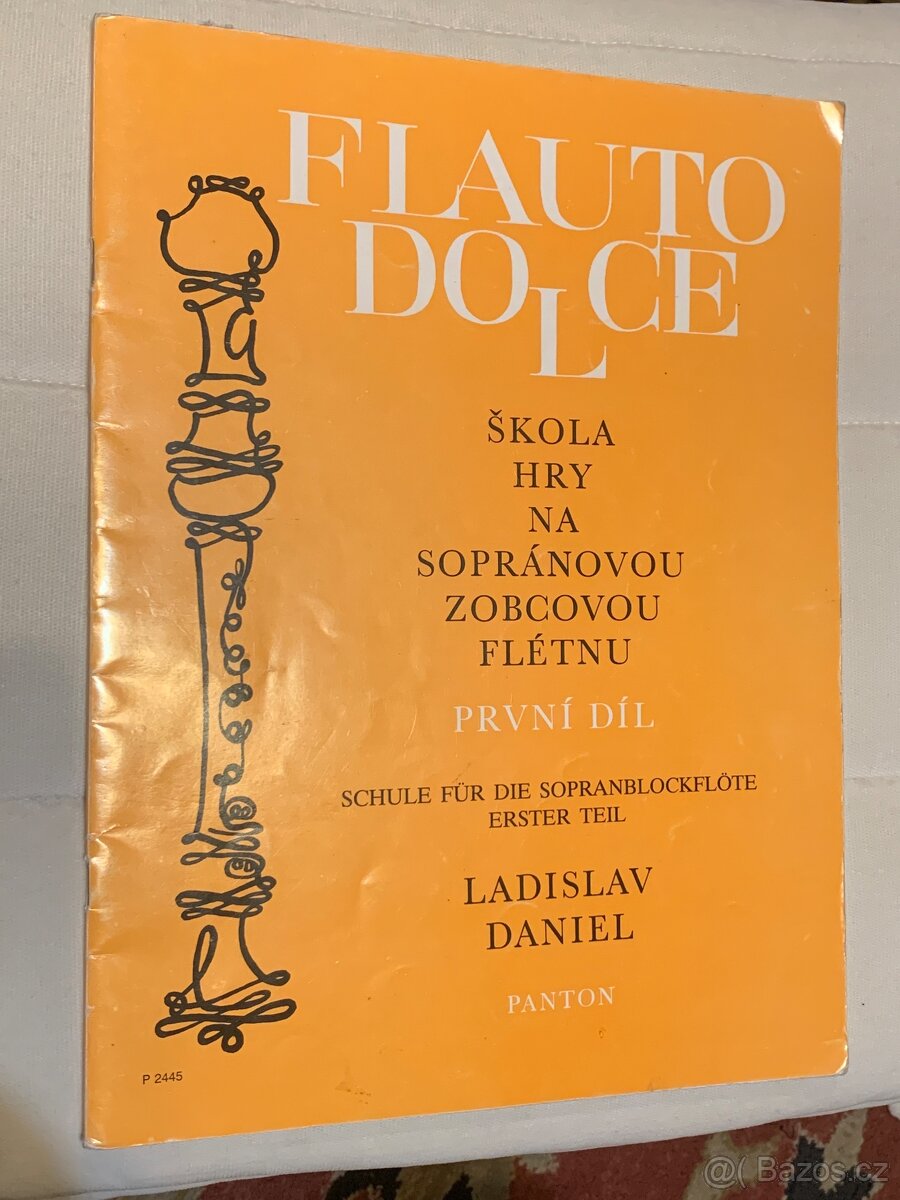 FLAUTO
DOLCE
ŠKOLA
HRY
NA
SOPRÁNOVOU
ZOBCOVOU
FLÉTNU
PRVNÍ DÍL
SCHULE FÜR DIE SOPRANBLOCKFLÖTE
ERSTER TEIL
LADISLAV
DANIEL
PANTON
P 2445
@( Bazos.cz